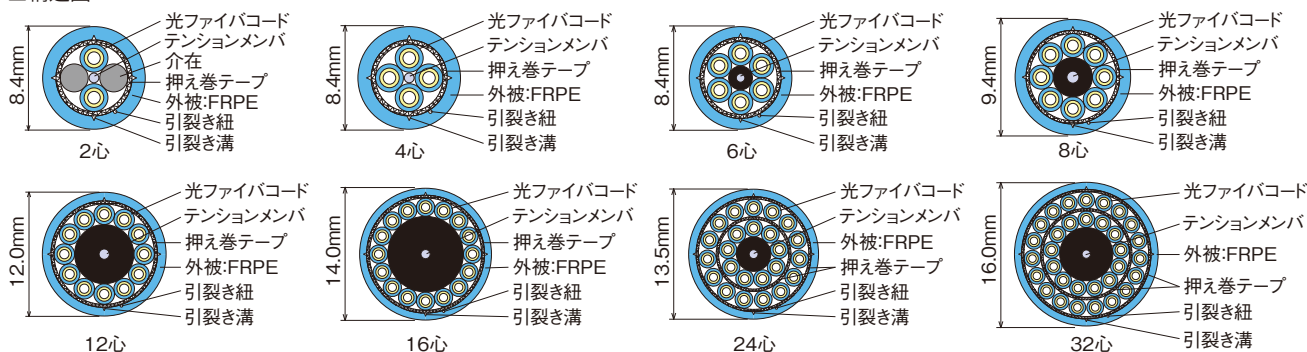 光ファイバコード
テンションメンバ
介在
押え巻テープ
外被:FRPE
引裂き紐
引裂き溝
8.4mm
2心
光ファイバコード
テンションメンバ
押え巻テープ
外被:FRPE
引裂き紐
引裂き溝
8.4mm
4心
光ファイバコード
テンションメンバ
押え巻テープ
外被:FRPE
引裂き紐
引裂き溝
8.4mm
6心
光ファイバコード
テンションメンバ
押え巻テープ
外被:FRPE
引裂き紐
引裂き溝
9.4mm
8心
光ファイバコード
テンションメンバ
押え巻テープ
外被:FRPE
引裂き紐
引裂き溝
12.0mm
12心
光ファイバコード
テンションメンバ
押え巻テープ
外被:FRPE
引裂き紐
引裂き溝
14.0mm
16心
光ファイバコード
テンションメンバ
外被:FRPE
押え巻テープ
引裂き紐
引裂き溝
13.5mm
24心
光ファイバコード
テンションメンバ
外被:FRPE
押え巻テープ
引裂き紐
引裂き溝
16.0mm
32心